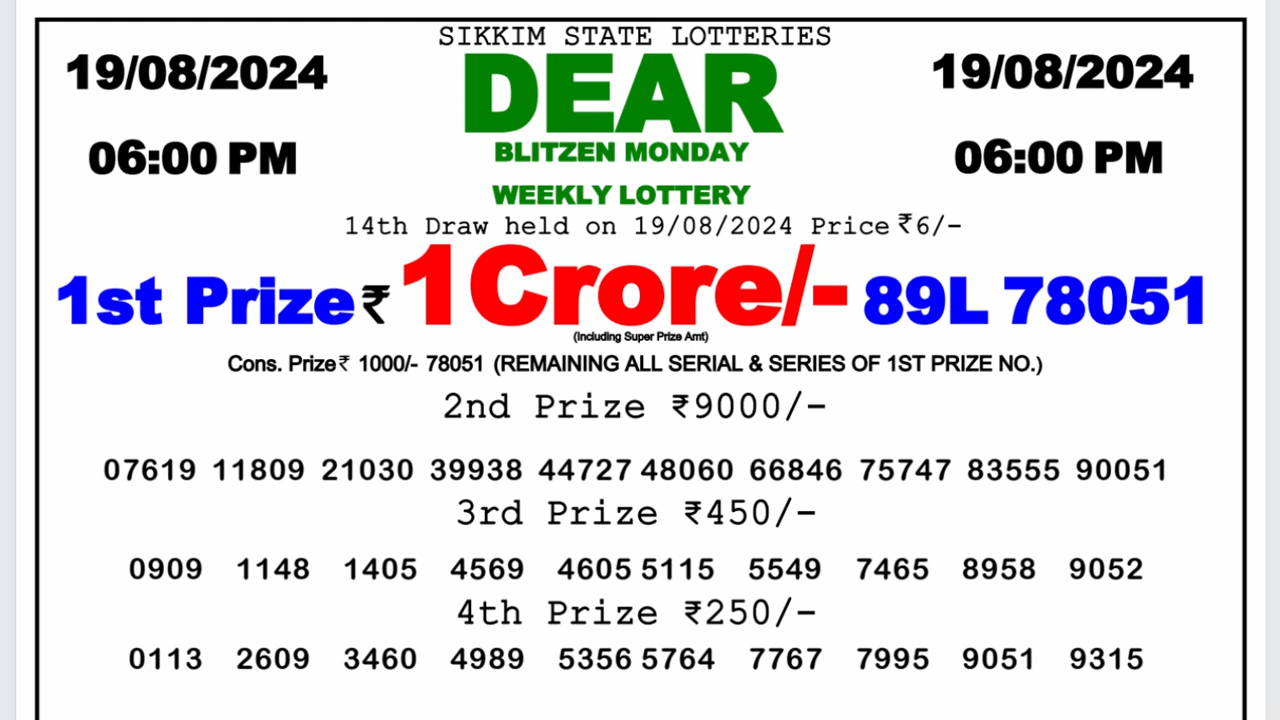 SIKKIM STATE LOTTERIES
19/08/2024 DEAR 19/08/2024
06:00 PM BLITZEN MONDAY 06:00 PM
WEEKLY LOTTERY
14th Draw held on 19/08/2024 Price ₹6/-
1st Prize ₹ 1Crore/- 89L 78051
(Including Super Prize Amt)
Cons. Prize ₹ 1000/- 78051 (REMAINING ALL SERIAL & SERIES OF 1ST PRIZE NO.)
2nd Prize ₹9000/-
07619 11809 21030 39938 44727 48060 66846 75747 83555 90051
3rd Prize ₹450/-
0909 1148 1405 4569 4605 5115 5549 7465 8958 9052
4th Prize ₹250/-
0113 2609 3460 4989 5356 5764 7767 7995 9051 9315